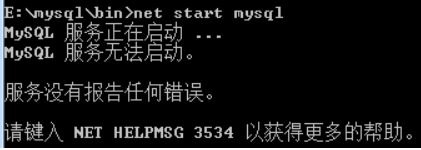 E:\mysql\bin>net start mysql
MySQL 服务正在启动 ...
MySQL 服务无法启动。
服务没有报告任何错误。
请键入 NET HELPMSG 3534 以获得更多的帮助。